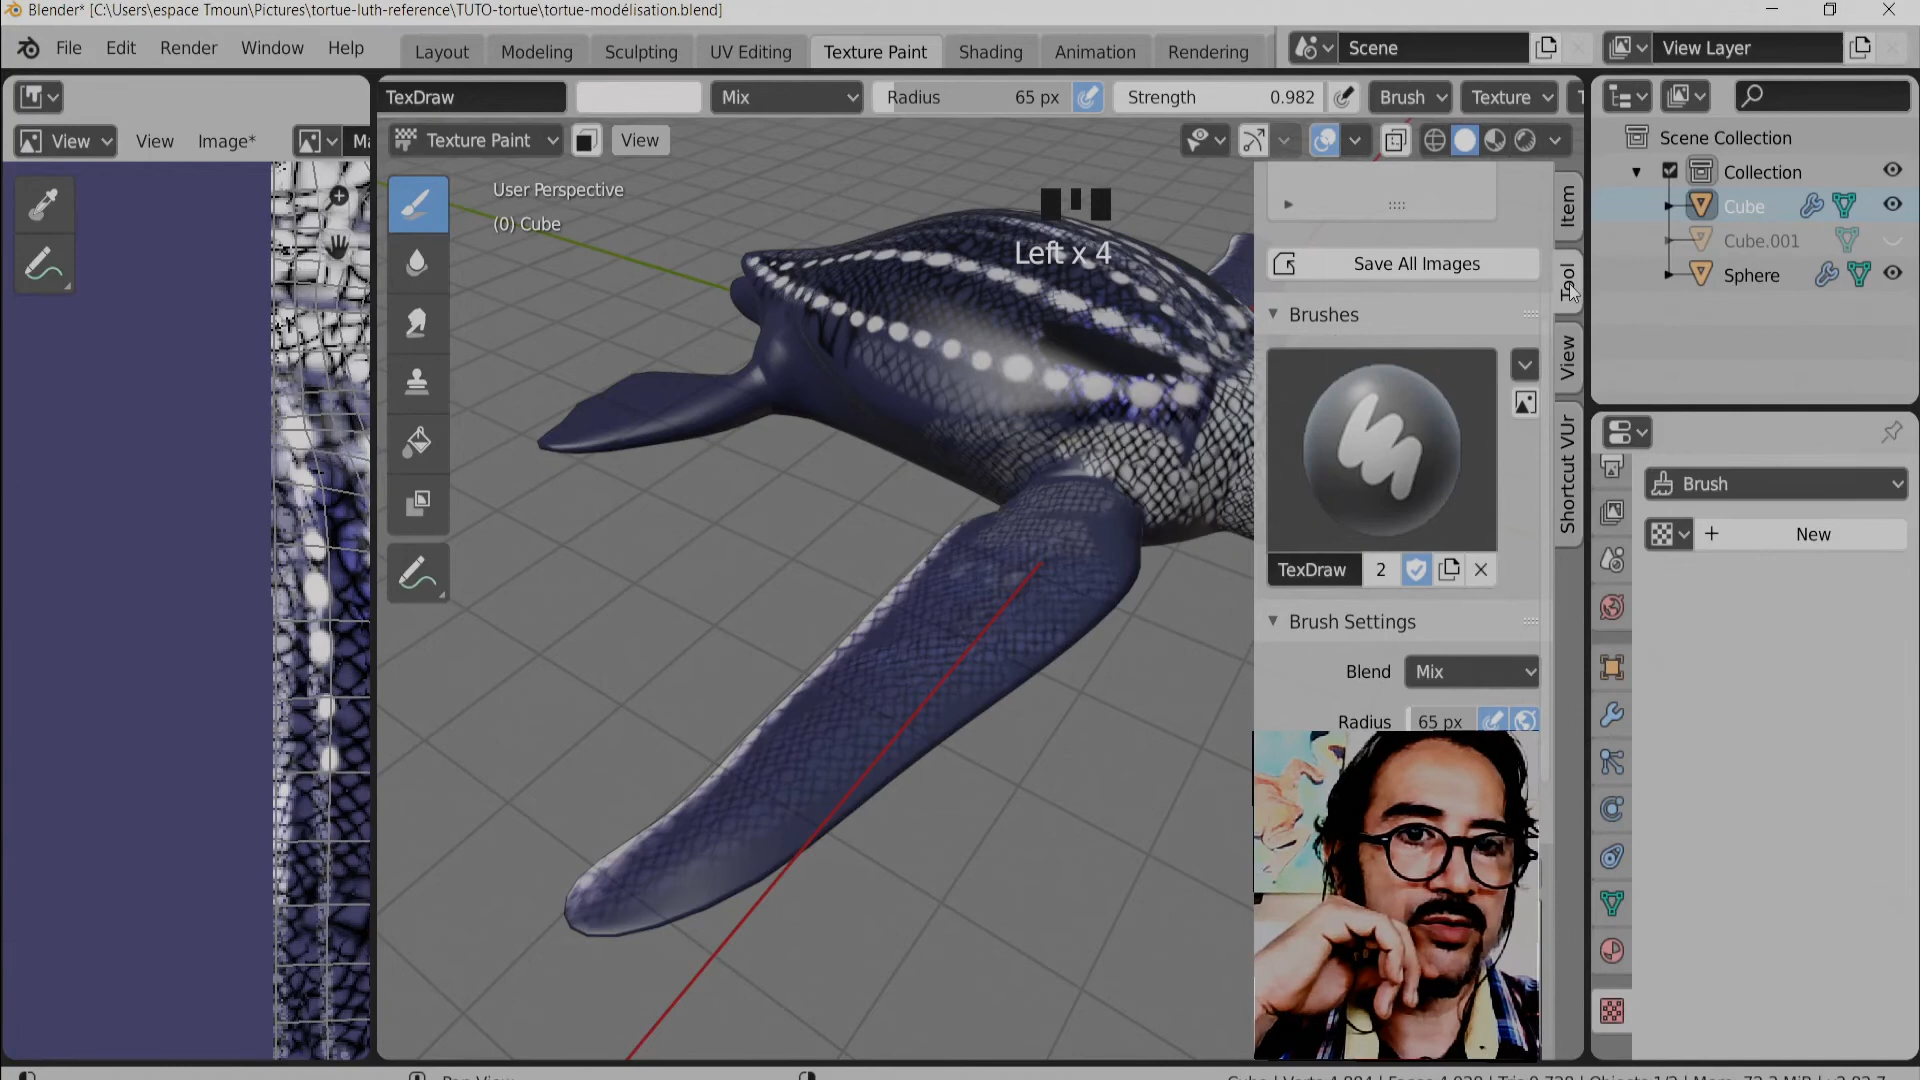 Blender* [C:\Users\espace Tmoun\Pictures\tortue-luth-reference\TUTO-tortue\tortue-modélisation.blend]
File Edit Render Window Help Layout Modeling Sculpting UV Editing Texture Paint Shading Animation Rendering Scene View Layer
TexDraw Mix Radius 65 px Strength 0.982 Brush Texture
View View Image* Texture Paint View
User Perspective
(0) Cube
Left x 4
Save All Images
Brushes
TexDraw 2
Brush Settings
Blend Mix
Radius 65 px
Item
Tool
View
Shortcut VUr
Scene Collection
Collection
Cube
Cube.001
Sphere
Brush
New